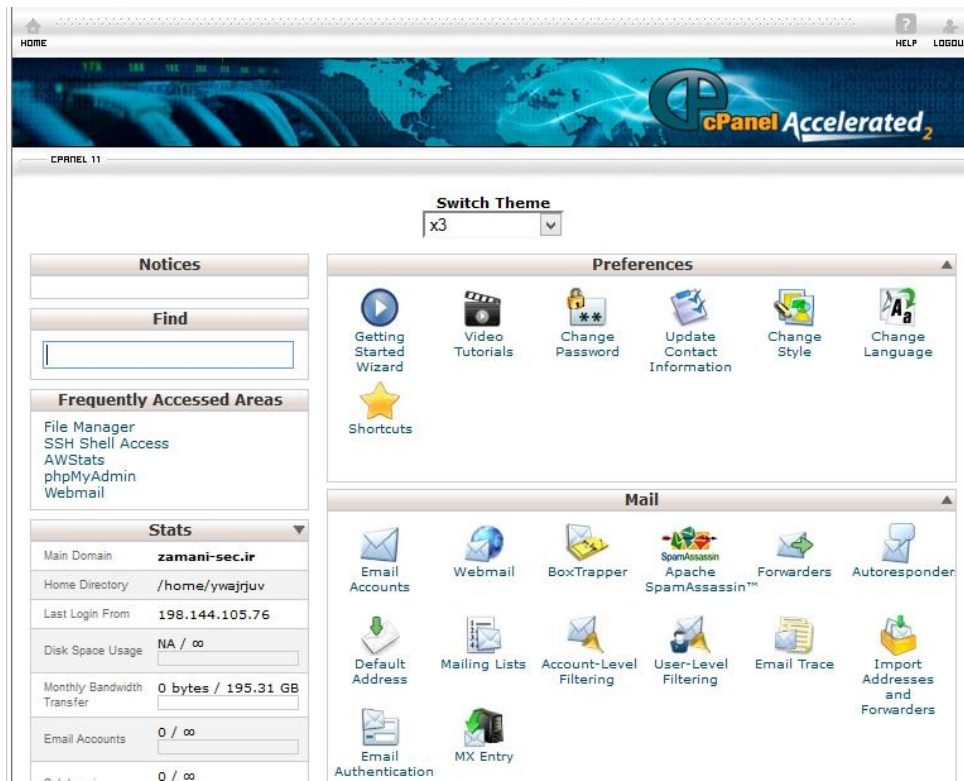 HOME
HELP
LOGOU
cPanel Accelerated2
CPANEL 11
Switch Theme
x3
Notices
Find
Frequently Accessed Areas
File Manager
SSH Shell Access
AWStats
phpMyAdmin
Webmail
Stats
Main Domain zamani-sec.ir
Home Directory /home/ywajrjuv
Last Login From 198.144.105.76
Disk Space Usage NA / ∞
Monthly Bandwidth
Transfer
0 bytes / 195.31 GB
Email Accounts 0 / ∞
0 / ∞
Preferences
Getting
Started
Wizard
Video
Tutorials
Change
Password
Update
Contact
Information
Change
Style
Change
Language
Shortcuts
Mail
Email
Accounts
Webmail
BoxTrapper
SpamAssassin
Apache
SpamAssassin™
Forwarders
Autoresponder
Default
Address
Mailing Lists
Account-Level
Filtering
User-Level
Filtering
Email Trace
Import
Addresses
and
Forwarders
Email
Authentication
MX Entry